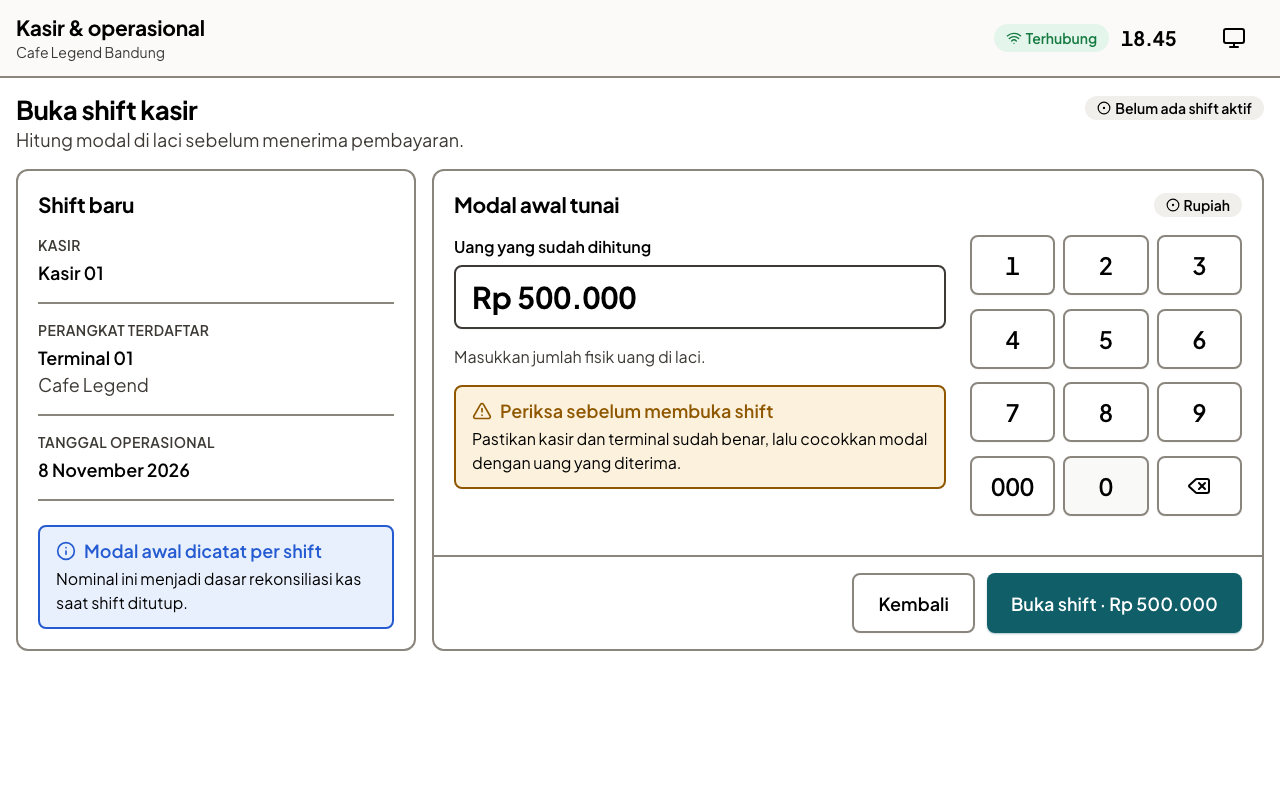 Kasir & operasional
Cafe Legend Bandung
Terhubung
18.45
Buka shift kasir
Hitung modal di laci sebelum menerima pembayaran.
Belum ada shift aktif
Shift baru
KASIR
Kasir 01
PERANGKAT TERDAFTAR
Terminal 01
Cafe Legend
TANGGAL OPERASIONAL
8 November 2026
Modal awal dicatat per shift
Nominal ini menjadi dasar rekonsiliasi kas
saat shift ditutup.
Modal awal tunai
Rupiah
Uang yang sudah dihitung
Rp 500.000
Masukkan jumlah fisik uang di laci.
Periksa sebelum membuka shift
Pastikan kasir dan terminal sudah benar, lalu cocokkan modal
dengan uang yang diterima.
1 2 3
4 5 6
7 8 9
000 0
Kembali
Buka shift · Rp 500.000